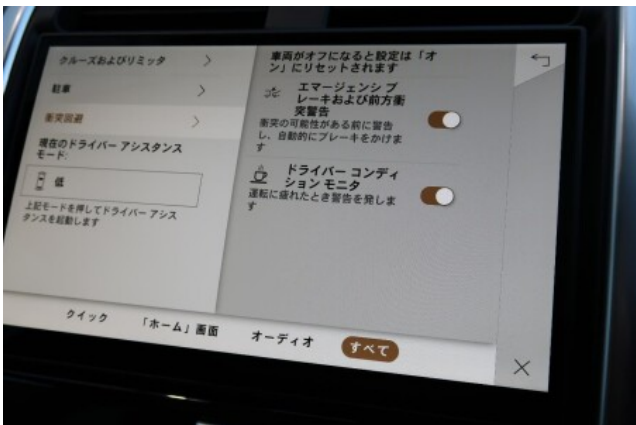 クルーズおよびリミッタ
駐車
衝突回避
現在のドライバー アシスタンス
モード:
低
上記モードを押してドライバー アシス
タンスを起動します
車両がオフになると設定は「オ
ン」にリセットされます
エマージェンシ ブ
レーキおよび前方衝
突警告
衝突の可能性がある前に警告
し、自動的にブレーキをかけま
す
ドライバー コンディ
ション モニタ
運転に疲れたとき警告を発しま
す
クイック
「ホーム」画面
オーディオ
すべて